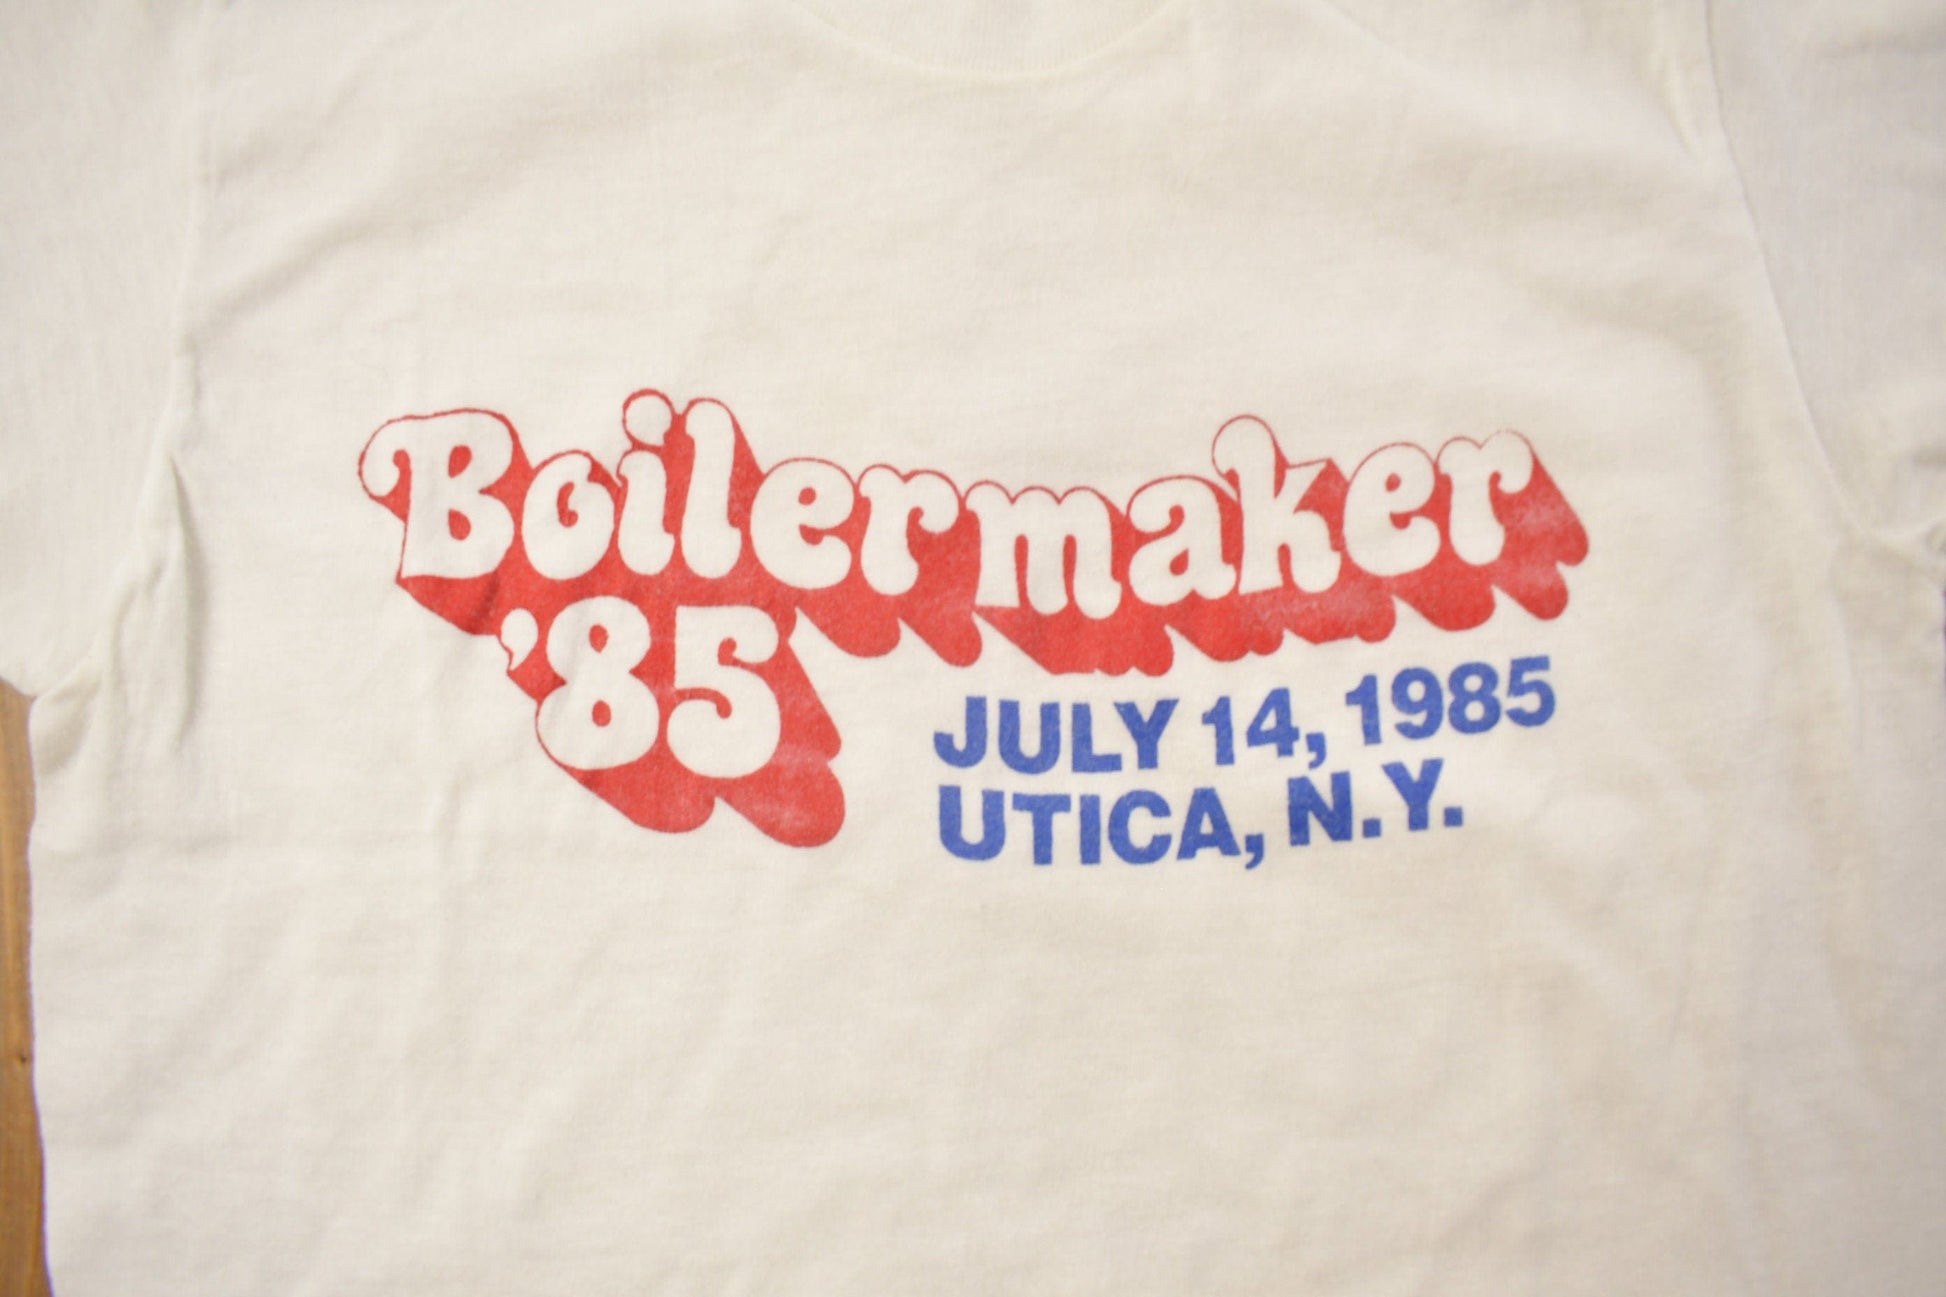 Boilermaker
'85
JULY 14, 1985
UTICA, N.Y.